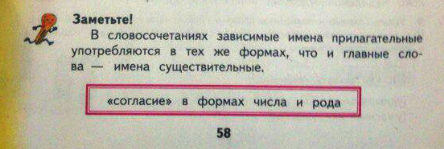 Заметьте!
В словосочетаниях зависимые имена прилагательные
употребляются в тех же формах, что и главные сло-
ва — имена существительные.
«согласие» в формах числа и рода
58